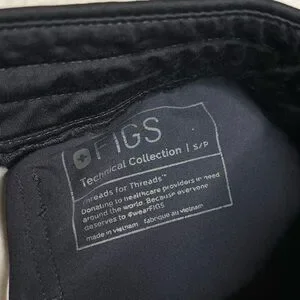 FIGS
Technical Collection | S/P
Threads for Threads™
Donating to healthcare providers in need
around the world. Because everyone
deserves to #wearFIGS
made in vietnam fabriqué au vietnam